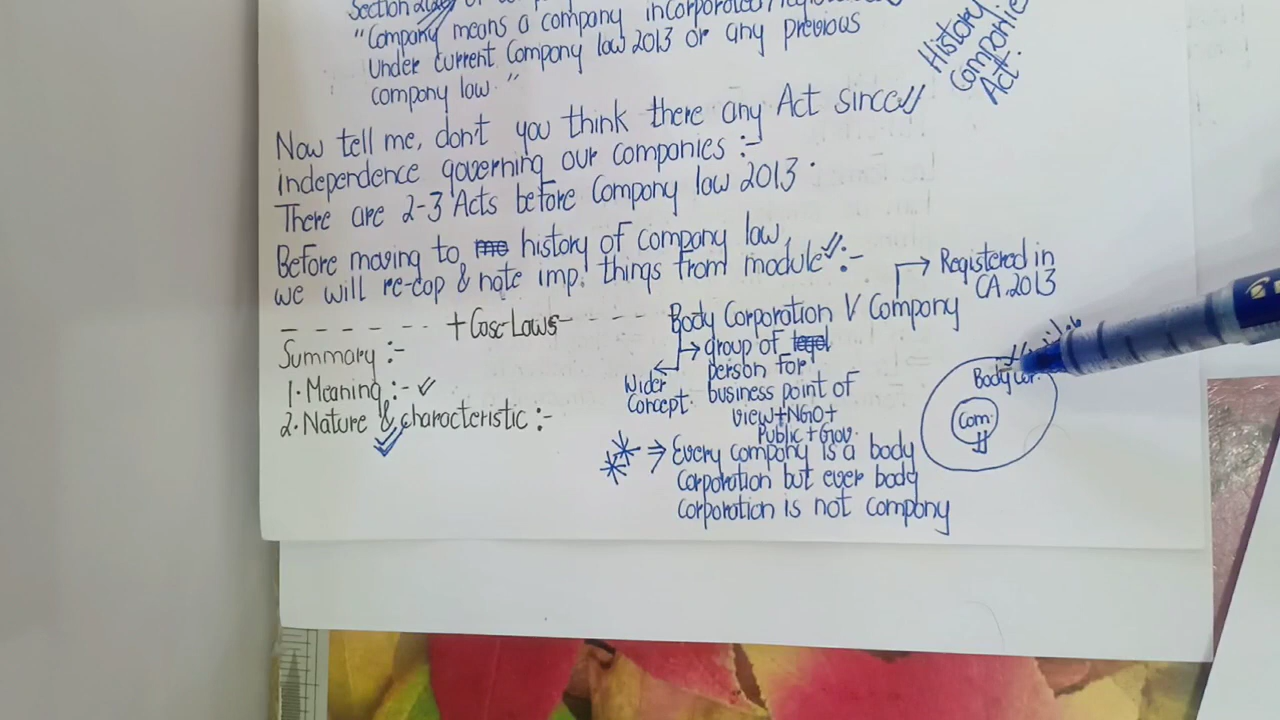 Section
"Company means a company incorporated/
Under current Company law 2013 or any previous
company law."
History
Companies
Act.
Now tell me, don't you think there any Act since
independence governing our companies :-
There are 2-3 Acts before Company law 2013.
Before moving to history of company law,
we will re-cap & note imp. things from module :-
- - - - - - + Case Laws - - - - -
Summary :-
1. Meaning :-
2. Nature & characteristic :-
Body Corporation V Company
Registered in
CA.2013
group of
person for
business point of
view+NGO+
Public+Gov.
Wider
Concept.
Every company is a body
Corporation but ever body
Corporation is not company
Body Cor.
Com